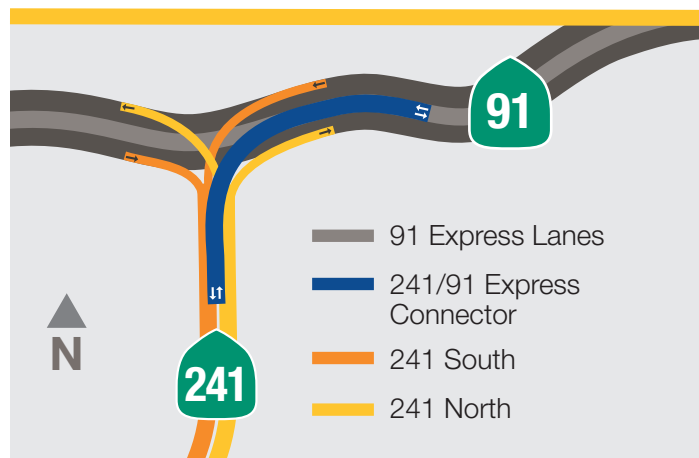 91
91 Express Lanes
241/91 Express
Connector
241 South
241 North
N
241